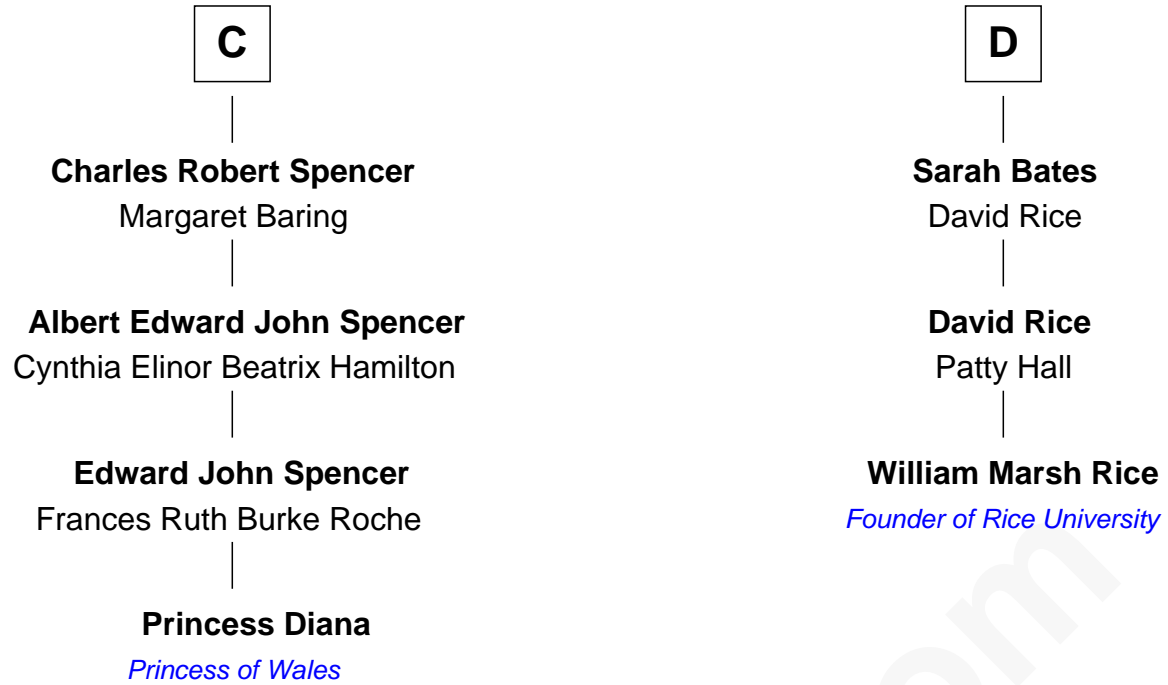 C
Charles Robert Spencer
Margaret Baring
Albert Edward John Spencer
Cynthia Elinor Beatrix Hamilton
Edward John Spencer
Frances Ruth Burke Roche
Princess Diana
Princess of Wales
D
Sarah Bates
David Rice
David Rice
Patty Hall
William Marsh Rice
Founder of Rice University
om